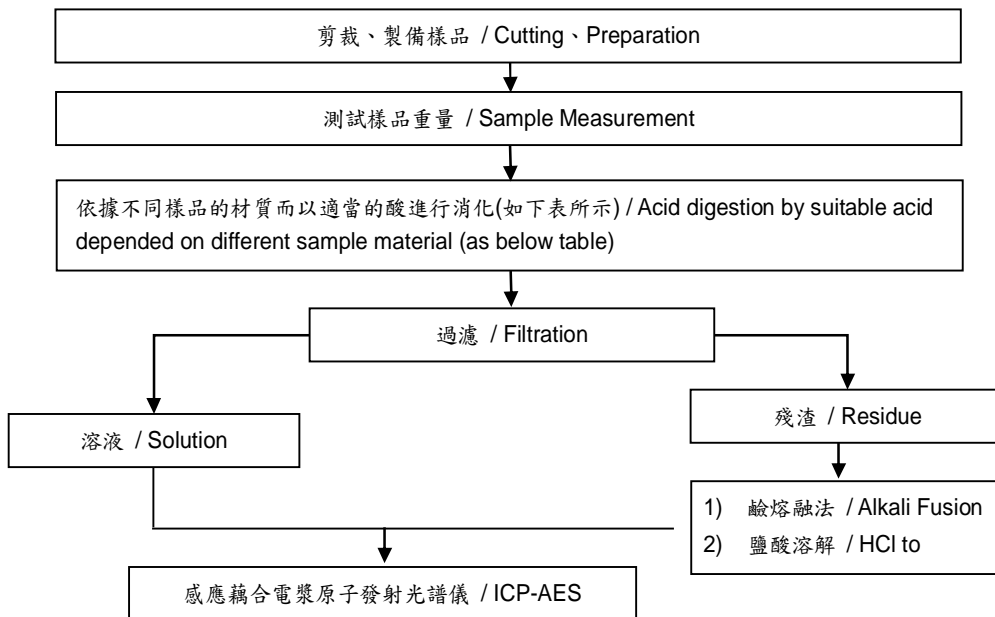 剪裁、製備樣品 / Cutting、Preparation
測試樣品重量 / Sample Measurement
依據不同樣品的材質而以適當的酸進行消化(如下表所示) / Acid digestion by suitable acid
depended on different sample material (as below table)
過濾 / Filtration
溶液 / Solution
殘渣 / Residue
1) 鹼熔融法 / Alkali Fusion
2) 鹽酸溶解 / HCl to
感應藕合電漿原子發射光譜儀 / ICP-AES